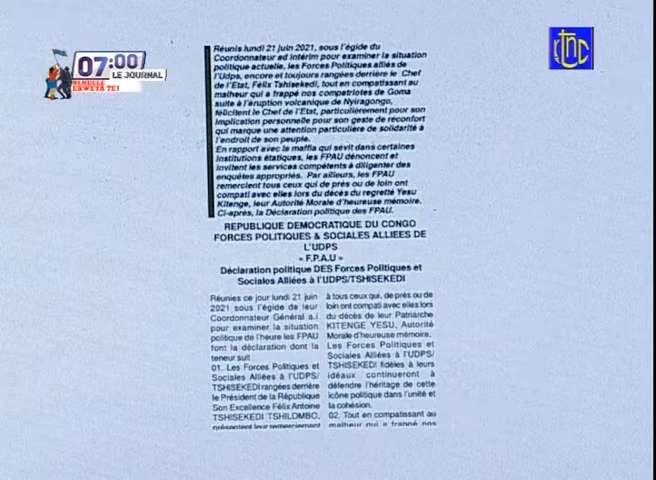 07:00
LE JOURNAL
BENDELE
EKWEYA TE!
rtnc
Réunis lundi 21 juin 2021, sous l'égide du
Coordonnateur ad intérim pour examiner la situation
politique actuelle, les Forces Politiques alliés de
l'Udps, encore et toujours rangées derrière le Chef
de l'Etat, Félix Tshisekedi, tout en compatissant au
malheur qui a frappé nos compatriotes de Goma
suite à l'éruption volcanique de Nyiragongo,
félicitent le Chef de l'Etat, particulièrement pour son
implication personnelle pour son geste de réconfort
qui marque une attention particulière de solidarité à
l'endroit de son peuple.
En rapport avec la maffia qui sévit dans certaines
institutions étatiques, les FPAU dénoncent et
invitent les services compétents à diligenter des
enquêtes appropriés. Par ailleurs, les FPAU
remercient tous ceux qui de près ou de loin ont
compati avec elles lors du décès du regretté Yesu
Kitenge, leur Autorité Morale d'heureuse mémoire.
Ci-après, la Déclaration politique des FPAU.
REPUBLIQUE DEMOCRATIQUE DU CONGO
FORCES POLITIQUES & SOCIALES ALLIEES DE
L'UDPS
« F.P.A.U »
Déclaration politique DES Forces Politiques et
Sociales Alliées à l'UDPS/TSHISEKEDI
Réunies ce jour lundi 21 juin
2021 sous l'égide de leur
Coordonnateur Général a.i
pour examiner la situation
politique de l'heure les FPAU
font la déclaration dont la
teneur suit
01. Les Forces Politiques et
Sociales Alliées à l'UDPS/
TSHISEKEDI rangées derrière
le Président de la République
Son Excellence Félix Antoine
TSHISEKEDI TSHILOMBO,
présentent leur remerciement
à tous ceux qui, de près ou de
loin ont compati avec elles lors
du décès de leur Patriarche
KITENGE YESU, Autorité
Morale d'heureuse mémoire.
Les Forces Politiques et
Sociales Alliées à l'UDPS/
TSHISEKEDI fidèles à leurs
idéaux continueront à
défendre l'héritage de cette
icône politique dans l'unité et
la cohésion.
02. Tout en compatissant au
malheur qui a frappé nos